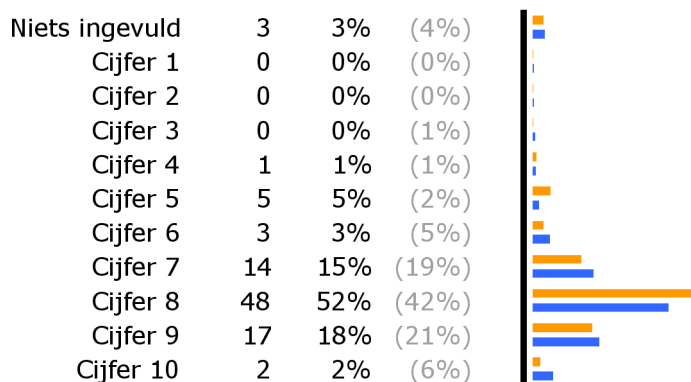 Niets ingevuld 3 3% (4%)
Cijfer 1 0 0% (0%)
Cijfer 2 0 0% (0%)
Cijfer 3 0 0% (1%)
Cijfer 4 1 1% (1%)
Cijfer 5 5 5% (2%)
Cijfer 6 3 3% (5%)
Cijfer 7 14 15% (19%)
Cijfer 8 48 52% (42%)
Cijfer 9 17 18% (21%)
Cijfer 10 2 2% (6%)